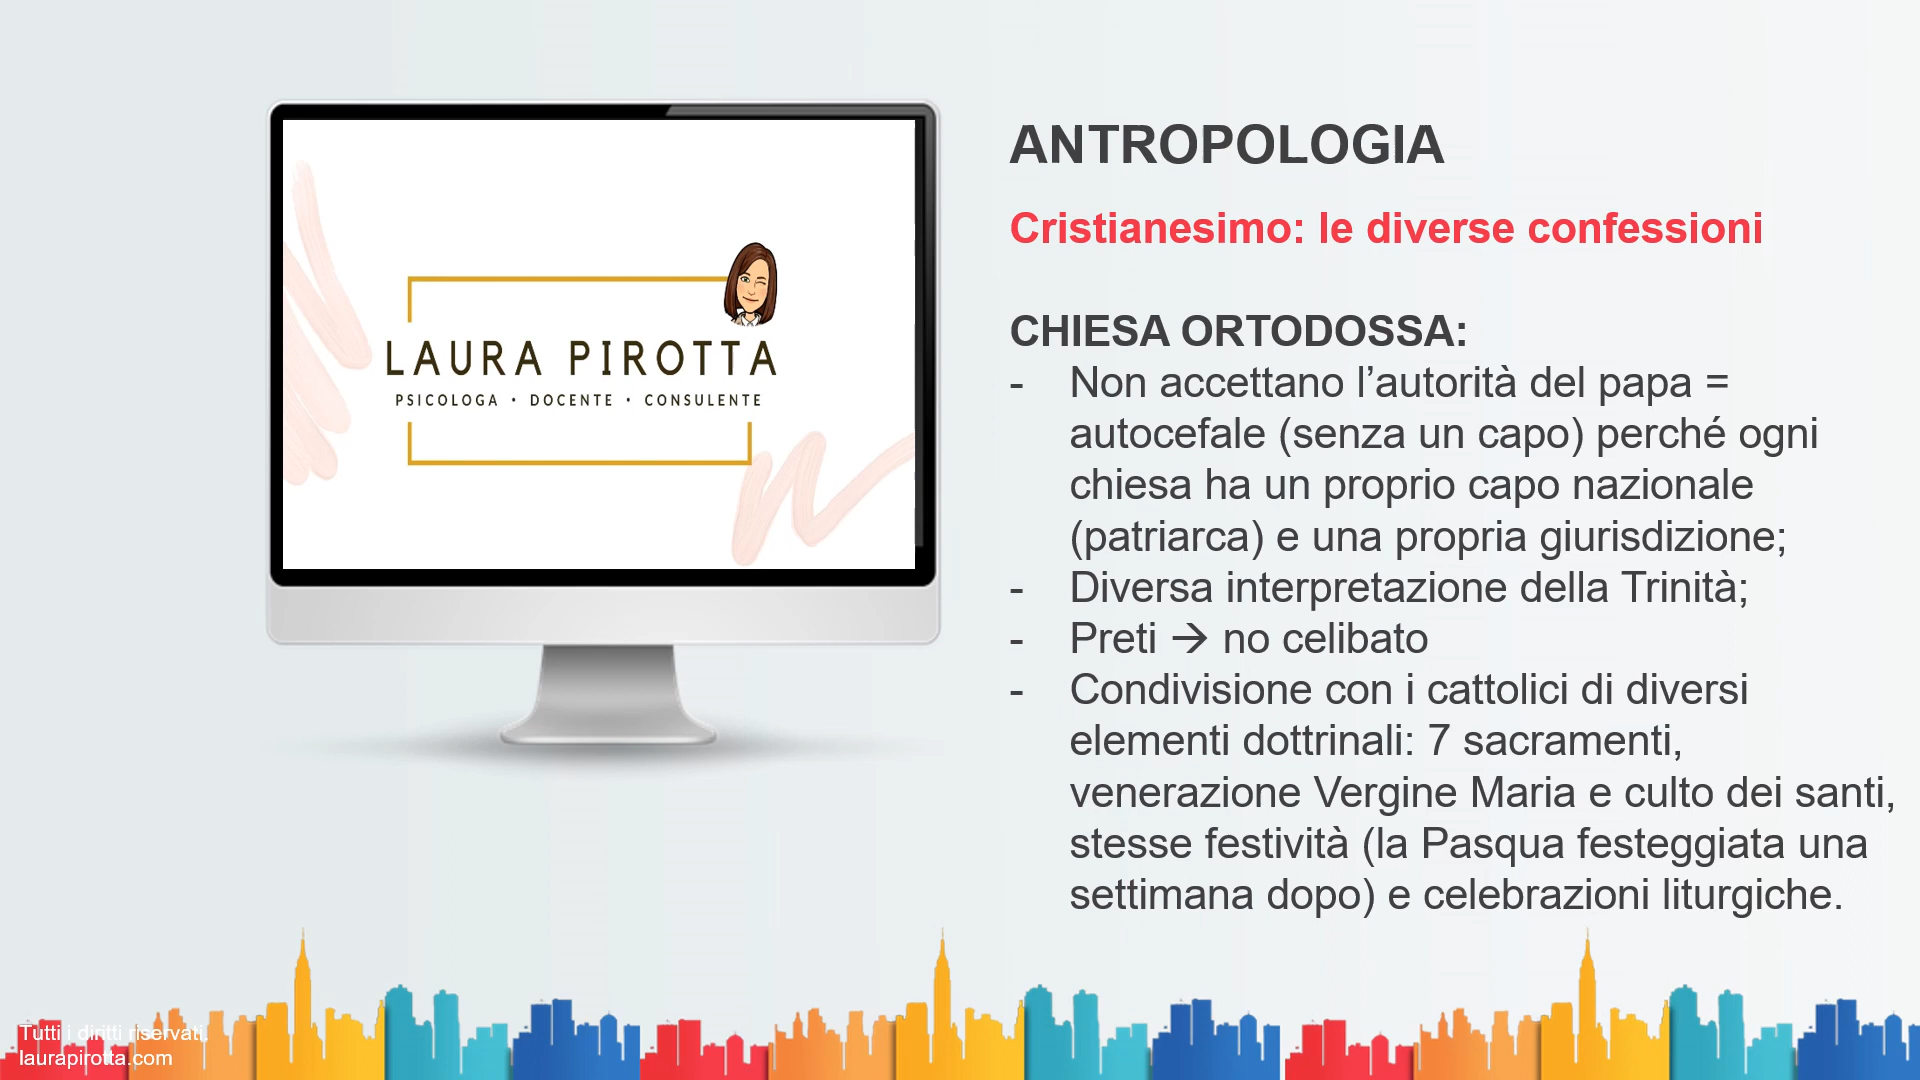 LAURA PIROTTA
PSICOLOGA • DOCENTE • CONSULENTE
ANTROPOLOGIA
Cristianesimo: le diverse confessioni
CHIESA ORTODOSSA:
- Non accettano l’autorità del papa =
autocefale (senza un capo) perché ogni
chiesa ha un proprio capo nazionale
(patriarca) e una propria giurisdizione;
- Diversa interpretazione della Trinità;
- Preti → no celibato
- Condivisione con i cattolici di diversi
elementi dottrinali: 7 sacramenti,
venerazione Vergine Maria e culto dei santi,
stesse festività (la Pasqua festeggiata una
settimana dopo) e celebrazioni liturgiche.
Tutti i diritti riservati.
laurapirotta.com